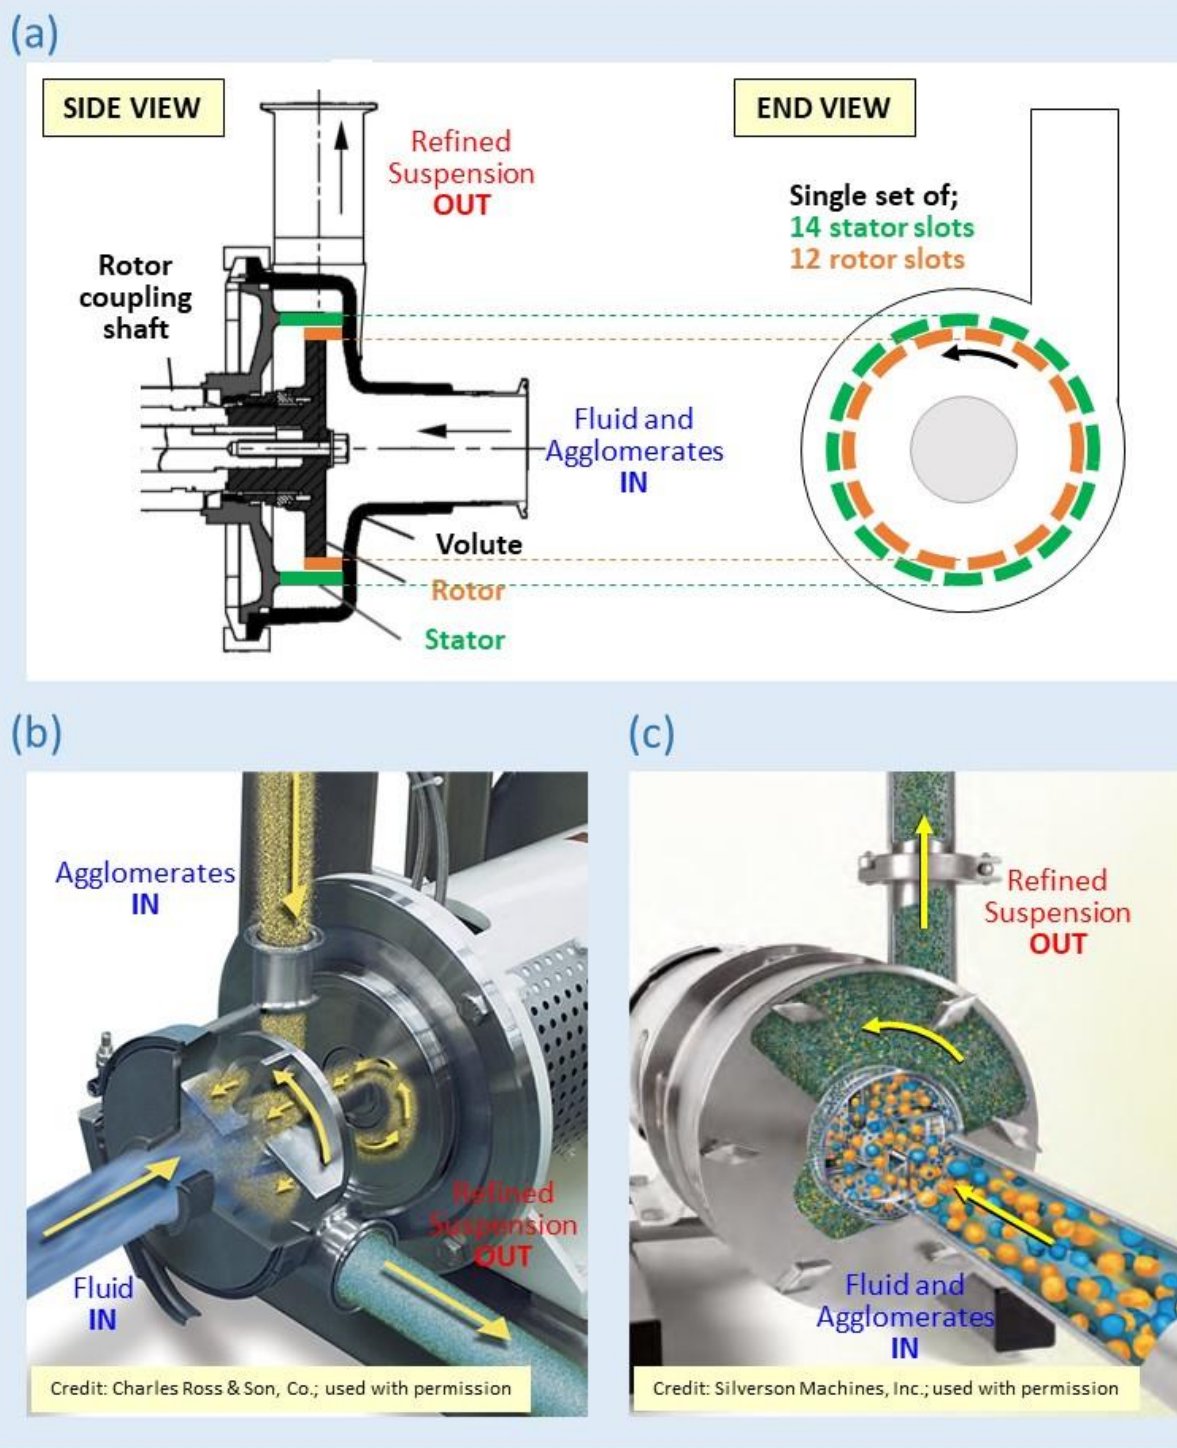 (a)
SIDE VIEW
END VIEW
Refined
Suspension
OUT
Single set of;
14 stator slots
12 rotor slots
Rotor
coupling
shaft
Fluid and
Agglomerates
IN
Volute
Rotor
Stator
(b)
(c)
Agglomerates
IN
Refined
Suspension
OUT
Fluid
IN
Credit: Charles Ross & Son, Co.; used with permission
Refined
Suspension
OUT
Fluid and
Agglomerates
IN
Credit: Silverson Machines, Inc.; used with permission